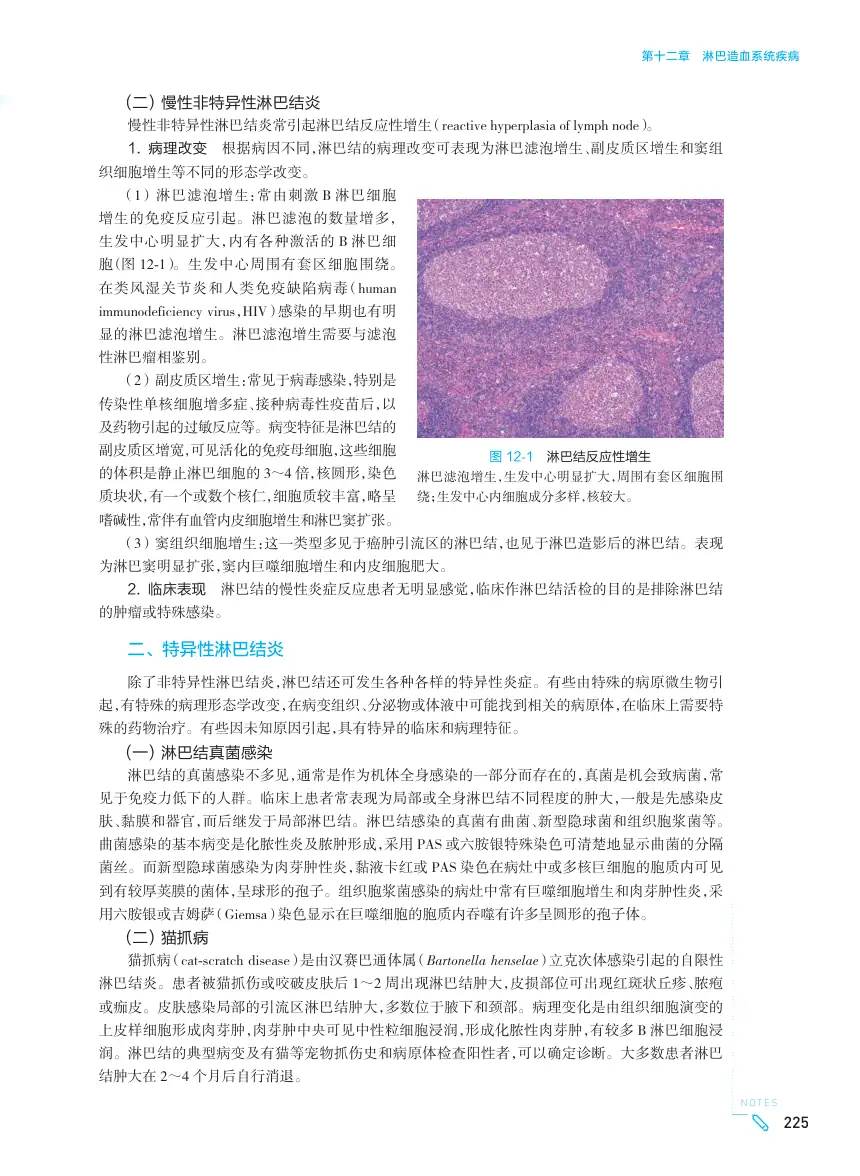 第十二章 淋巴造血系统疾病
（二）慢性非特异性淋巴结炎
慢性非特异性淋巴结炎常引起淋巴结反应性增生（reactive hyperplasia of lymph node）。
1. 病理改变 根据病因不同，淋巴结的病理改变可表现为淋巴滤泡增生、副皮质区增生和窦组
织细胞增生等不同的形态学改变。
（1）淋巴滤泡增生：常由刺激 B 淋巴细胞
增生的免疫反应引起。淋巴滤泡的数量增多，
生发中心明显扩大，内有各种激活的 B 淋巴细
胞（图 12-1）。生发中心周围有套区细胞围绕。
在类风湿关节炎和人类免疫缺陷病毒（human
immunodeficiency virus，HIV）感染的早期也有明
显的淋巴滤泡增生。淋巴滤泡增生需要与滤泡
性淋巴瘤相鉴别。
（2）副皮质区增生：常见于病毒感染，特别是
传染性单核细胞增多症、接种病毒性疫苗后，以
及药物引起的过敏反应等。病变特征是淋巴结的
副皮质区增宽，可见活化的免疫母细胞，这些细胞
的体积是静止淋巴细胞的 3～4 倍，核圆形，染色
质块状，有一个或数个核仁，细胞质较丰富，略呈
嗜碱性，常伴有血管内皮细胞增生和淋巴窦扩张。
图 12-1 淋巴结反应性增生
淋巴滤泡增生，生发中心明显扩大，周围有套区细胞围
绕；生发中心内细胞成分多样，核较大。
（3）窦组织细胞增生：这一类型多见于癌肿引流区的淋巴结，也见于淋巴造影后的淋巴结。表现
为淋巴窦明显扩张，窦内巨噬细胞增生和内皮细胞肥大。
2. 临床表现 淋巴结的慢性炎症反应患者无明显感觉，临床作淋巴结活检的目的是排除淋巴结
的肿瘤或特殊感染。
二、特异性淋巴结炎
除了非特异性淋巴结炎，淋巴结还可发生各种各样的特异性炎症。有些由特殊的病原微生物引
起，有特殊的病理形态学改变，在病变组织、分泌物或体液中可能找到相关的病原体，在临床上需要特
殊的药物治疗。有些因未知原因引起，具有特异的临床和病理特征。
（一）淋巴结真菌感染
淋巴结的真菌感染不多见，通常是作为机体全身感染的一部分而存在的，真菌是机会致病菌，常
见于免疫力低下的人群。临床上患者常表现为局部或全身淋巴结不同程度的肿大，一般是先感染皮
肤、黏膜和器官，而后继发于局部淋巴结。淋巴结感染的真菌有曲菌、新型隐球菌和组织胞浆菌等。
曲菌感染的基本病变是化脓性炎及脓肿形成，采用 PAS 或六胺银特殊染色可清楚地显示曲菌的分隔
菌丝。而新型隐球菌感染为肉芽肿性炎，黏液卡红或 PAS 染色在病灶中或多核巨细胞的胞质内可见
到有较厚荚膜的菌体，呈球形的孢子。组织胞浆菌感染的病灶中常有巨噬细胞增生和肉芽肿性炎，采
用六胺银或吉姆萨（Giemsa）染色显示在巨噬细胞的胞质内吞噬有许多呈圆形的孢子体。
（二）猫抓病
猫抓病（cat-scratch disease）是由汉赛巴通体属（Bartonella henselae）立克次体感染引起的自限性
淋巴结炎。患者被猫抓伤或咬破皮肤后 1～2 周出现淋巴结肿大，皮损部位可出现红斑状丘疹、脓疱
或痂皮。皮肤感染局部的引流区淋巴结肿大，多数位于腋下和颈部。病理变化是由组织细胞演变的
上皮样细胞形成肉芽肿，肉芽肿中央可见中性粒细胞浸润，形成化脓性肉芽肿，有较多 B 淋巴细胞浸
润。淋巴结的典型病变及有猫等宠物抓伤史和病原体检查阳性者，可以确定诊断。大多数患者淋巴
结肿大在 2～4 个月后自行消退。
NOTES
225